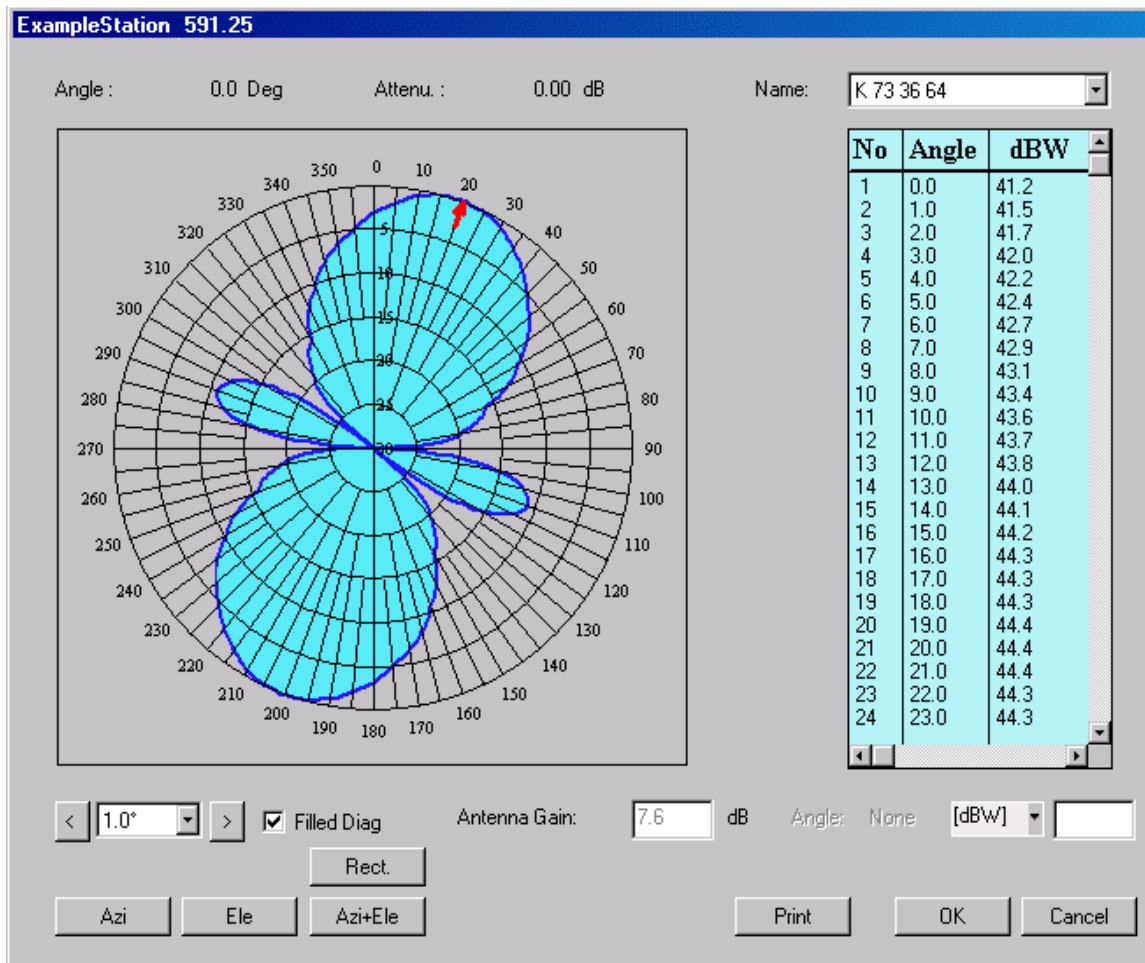 ExampleStation 591.25
Angle : 0.0 Deg Attenu. : 0.00 dB Name: K 73 36 64
0 10 20 30 40 50 60 70 80 90 100 110 120 130 140 150 160 170 180 190 200 210 220 230 240 250 260 270 280 290 300 310 320 330 340 350
5
10
15
20
25
30
No Angle dBW
1 0.0 41.2
2 1.0 41.5
3 2.0 41.7
4 3.0 42.0
5 4.0 42.2
6 5.0 42.4
7 6.0 42.7
8 7.0 42.9
9 8.0 43.1
10 9.0 43.4
11 10.0 43.6
12 11.0 43.7
13 12.0 43.8
14 13.0 44.0
15 14.0 44.1
16 15.0 44.2
17 16.0 44.3
18 17.0 44.3
19 18.0 44.3
20 19.0 44.4
21 20.0 44.4
22 21.0 44.4
23 22.0 44.3
24 23.0 44.3
< 1.0° > Filled Diag Antenna Gain: 7.6 dB Angle: None [dBW]
Rect.
Azi Ele Azi+Ele Print OK Cancel